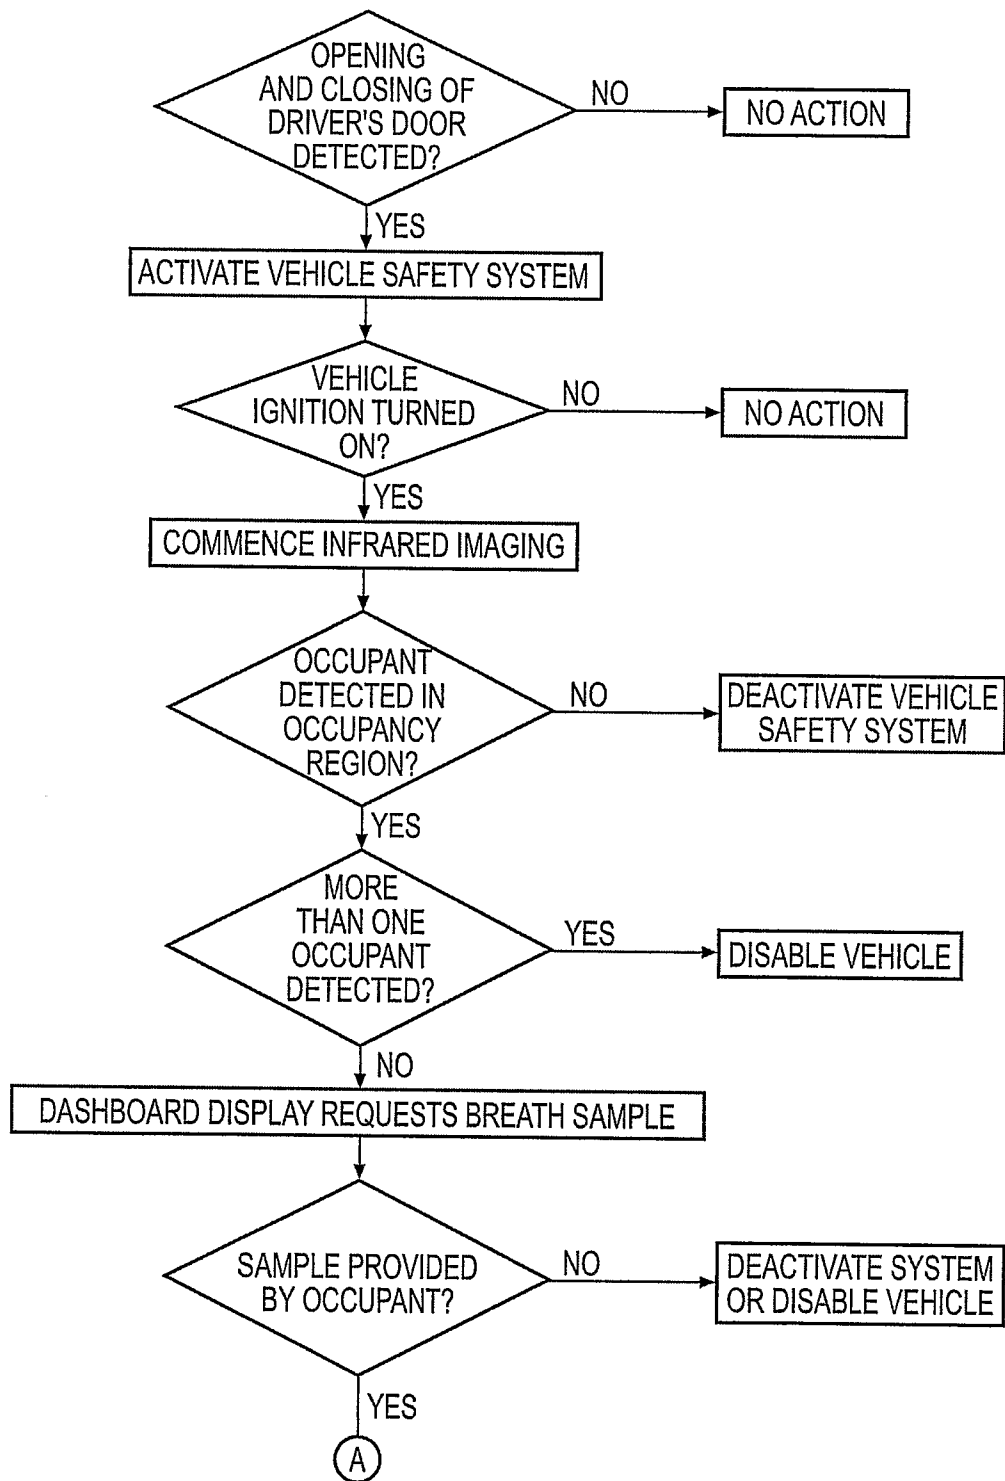 OPENING
AND CLOSING OF
DRIVER'S DOOR
DETECTED?
NO
NO ACTION
YES
ACTIVATE VEHICLE SAFETY SYSTEM
VEHICLE
IGNITION TURNED
ON?
NO
NO ACTION
YES
COMMENCE INFRARED IMAGING
OCCUPANT
DETECTED IN
OCCUPANCY
REGION?
NO
DEACTIVATE VEHICLE
SAFETY SYSTEM
YES
MORE
THAN ONE
OCCUPANT
DETECTED?
YES
DISABLE VEHICLE
NO
DASHBOARD DISPLAY REQUESTS BREATH SAMPLE
SAMPLE PROVIDED
BY OCCUPANT?
NO
DEACTIVATE SYSTEM
OR DISABLE VEHICLE
YES
A